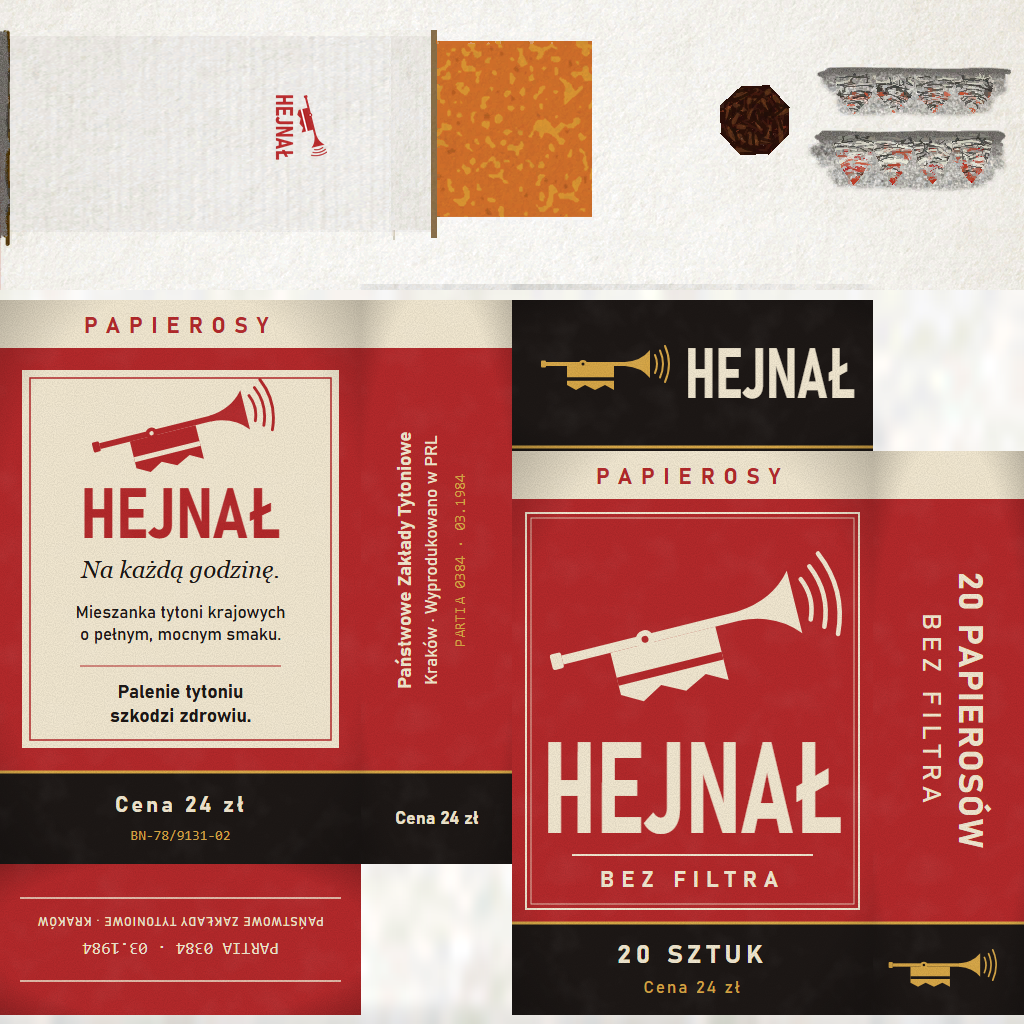 HEJNAŁ
PAPIEROSY
HEJNAŁ
Na każdą godzinę.
Mieszanka tytoni krajowych
o pełnym, mocnym smaku.
Palenie tytoniu
szkodzi zdrowiu.
Cena 24 zł
BN-78/9131-02
Państwowe Zakłady Tytoniowe
Kraków · Wyprodukowano w PRL
PARTIA 0384 · 03.1984
Cena 24 zł
PAŃSTWOWE ZAKŁADY TYTONIOWE · KRAKÓW
PARTIA 0384 · 03.1984
HEJNAŁ
PAPIEROSY
HEJNAŁ
BEZ FILTRA
20 SZTUK
Cena 24 zł
20 PAPIEROSÓW
BEZ FILTRA